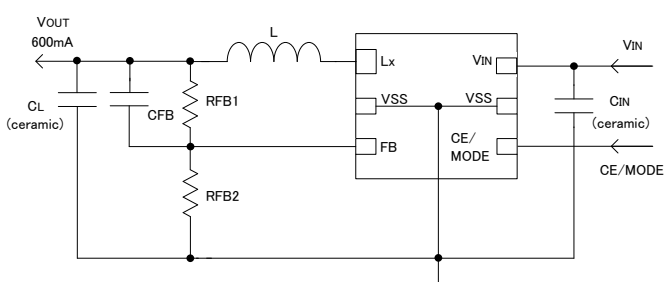 VOUT
600mA
L
Lx
VIN
VIN
CL
(ceramic)
CFB
RFB1
VSS
VSS
CIN
(ceramic)
FB
CE/
MODE
CE/MODE
RFB2